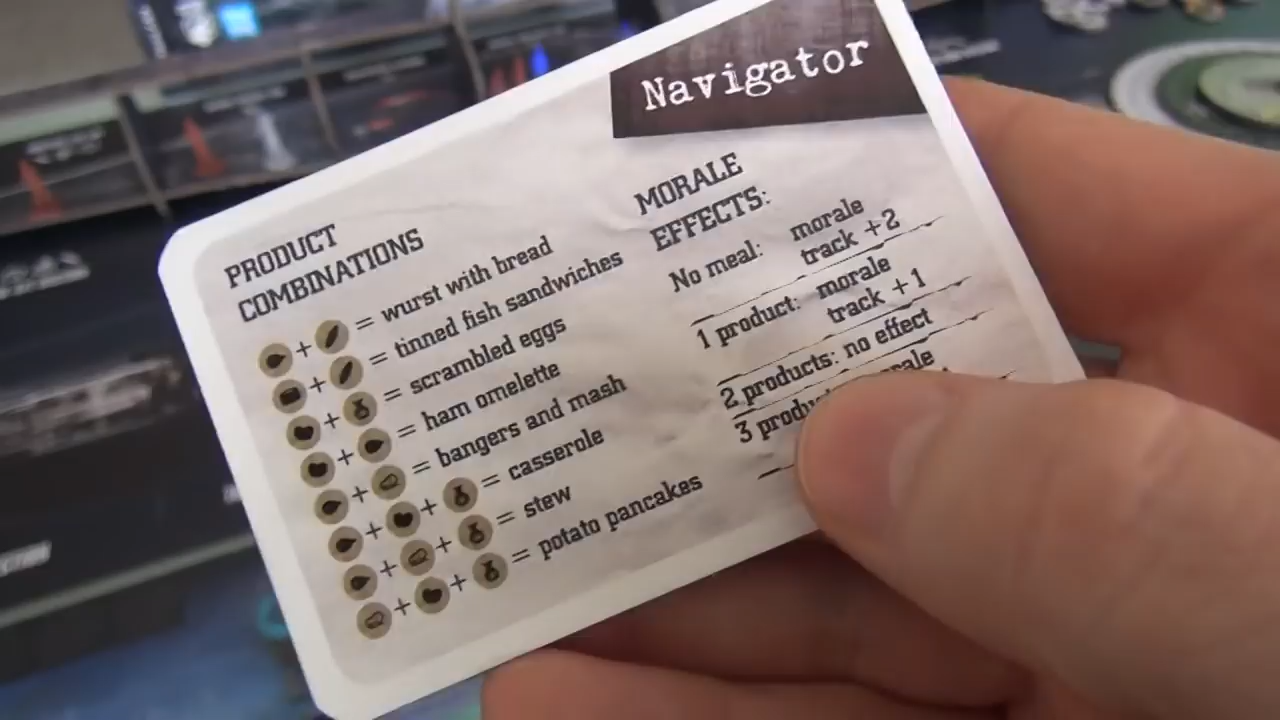 Navigator
PRODUCT
COMBINATIONS
+ = wurst with bread
+ = tinned fish sandwiches
+ = scrambled eggs
+ = ham omelette
+ = bangers and mash
+ + = casserole
+ + = stew
+ + = potato pancakes
MORALE
EFFECTS:
No meal: morale
track +2
1 product: morale
track +1
2 products: no effect
3